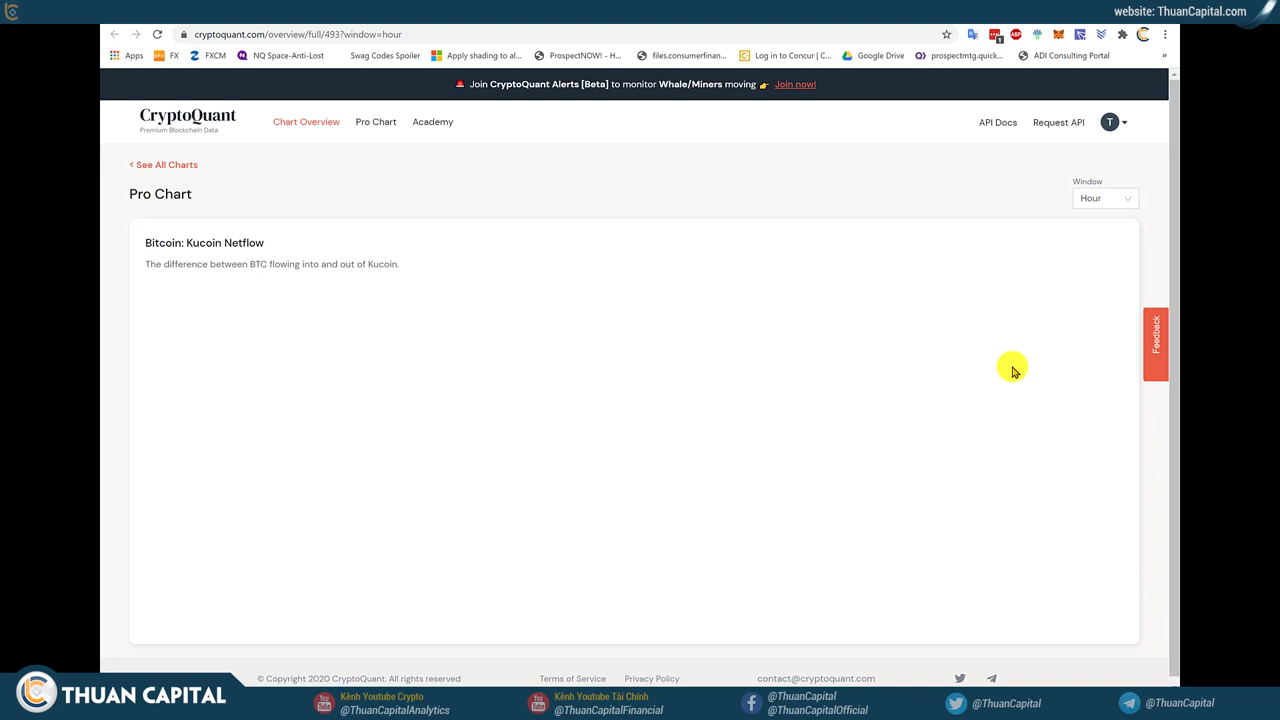 website: ThuanCapital.com
cryptoquant.com/overview/full/493?window=hour
Apps FX FXCM NQ Space-Anti-Lost Swag Codes Spoiler Apply shading to al... ProspectNOW! - H... files.consumerfinan... Log in to Concur | C... Google Drive prospectmtg.quick... ADI Consulting Portal »
Join CryptoQuant Alerts [Beta] to monitor Whale/Miners moving 👉 Join now!
CryptoQuant
Premium Blockchain Data
Chart Overview Pro Chart Academy
API Docs Request API T
< See All Charts
Pro Chart
Window
Hour
Bitcoin: Kucoin Netflow
The difference between BTC flowing into and out of Kucoin.
Feedback
Copyright © 2020 CryptoQuant. All rights reserved Terms of Service Privacy Policy contact@cryptoquant.com
THUAN CAPITAL
Kênh Youtube Crypto
@ThuanCapitalAnalytics
Kênh Youtube Tài Chính
@ThuanCapitalFinancial
@ThuanCapital
@ThuanCapitalOfficial
@ThuanCapital
@ThuanCapital